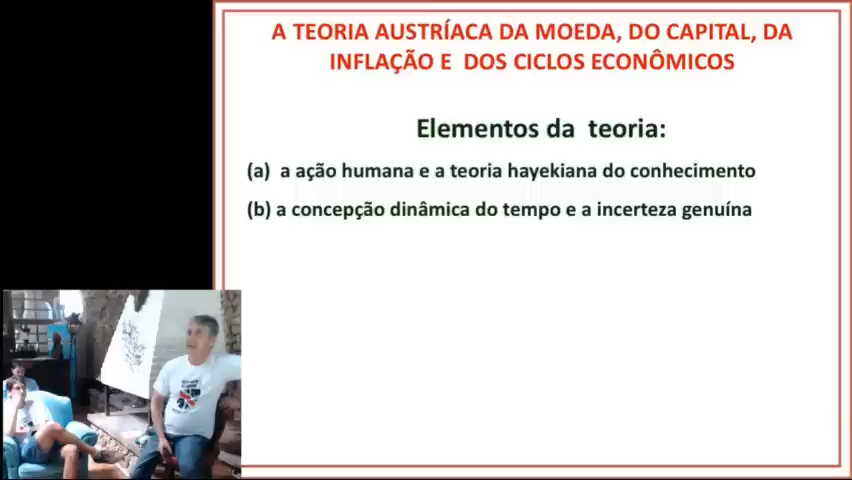 A TEORIA AUSTRÍACA DA MOEDA, DO CAPITAL, DA
INFLAÇÃO E DOS CICLOS ECONÔMICOS
Elementos da teoria:
(a) a ação humana e a teoria hayekiana do conhecimento
(b) a concepção dinâmica do tempo e a incerteza genuína